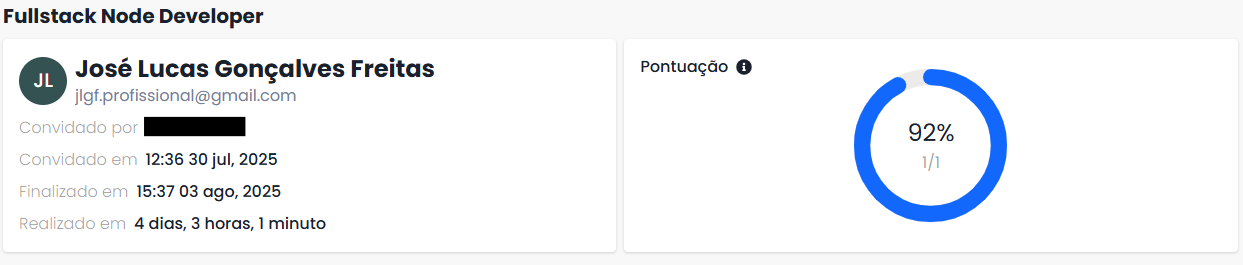 Fullstack Node Developer
JL
José Lucas Gonçalves Freitas
jlgf.profissional@gmail.com
Convidado por
Convidado em 12:36 30 jul, 2025
Finalizado em 15:37 03 ago, 2025
Realizado em 4 dias, 3 horas, 1 minuto
Pontuação
92%
1/1